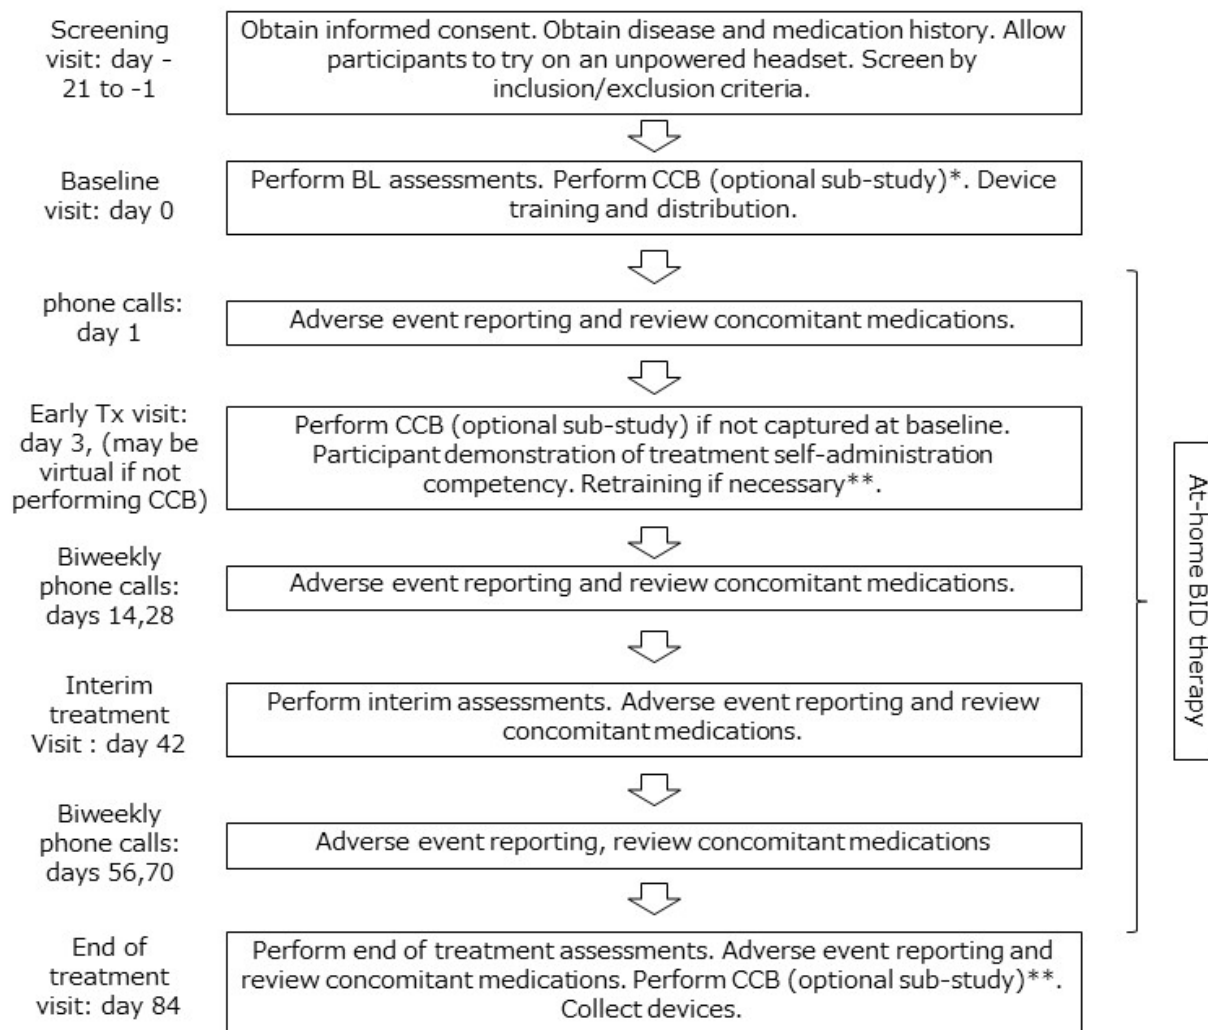 Screening
visit: day -
21 to -1
Obtain informed consent. Obtain disease and medication history. Allow
participants to try on an unpowered headset. Screen by
inclusion/exclusion criteria.
Baseline
visit: day 0
Perform BL assessments. Perform CCB (optional sub-study)*. Device
training and distribution.
phone calls:
day 1
Adverse event reporting and review concomitant medications.
Early Tx visit:
day 3, (may be
virtual if not
performing CCB)
Perform CCB (optional sub-study) if not captured at baseline.
Participant demonstration of treatment self-administration
competency. Retraining if necessary**.
Biweekly
phone calls:
days 14,28
Adverse event reporting and review concomitant medications.
Interim
treatment
Visit : day 42
Perform interim assessments. Adverse event reporting and review
concomitant medications.
Biweekly
phone calls:
days 56,70
Adverse event reporting, review concomitant medications
End of
treatment
visit: day 84
Perform end of treatment assessments. Adverse event reporting and
review concomitant medications. Perform CCB (optional sub-study)**.
Collect devices.
At-home BID therapy